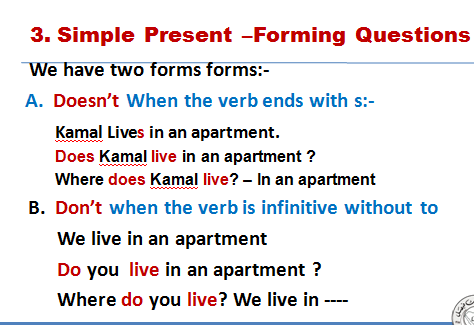 3. Simple Present –Forming Questions
We have two forms forms:-
A. Doesn't When the verb ends with s:-
Kamal Lives in an apartment.
Does Kamal live in an apartment ?
Where does Kamal live? – In an apartment
B. Don't when the verb is infinitive without to
We live in an apartment
Do you live in an apartment ?
Where do you live? We live in ----